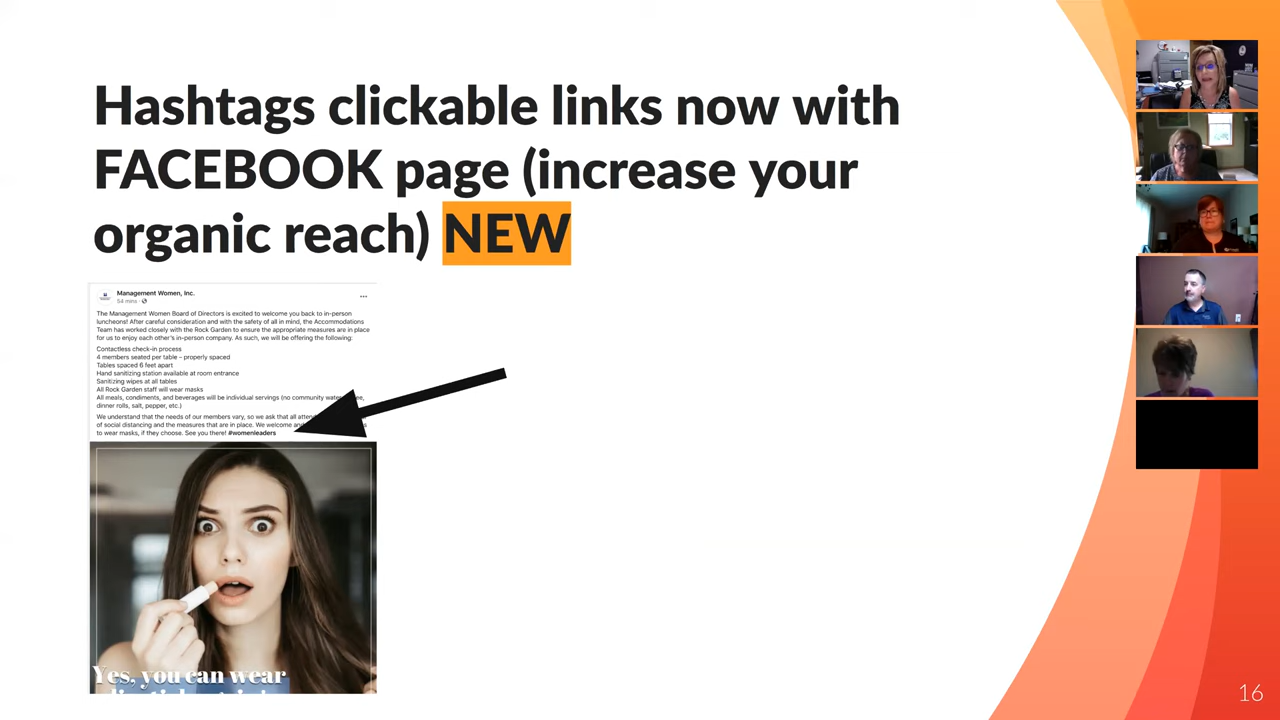 Hashtags clickable links now with
FACEBOOK page (increase your
organic reach) NEW
Management Women, Inc.
54 mins ·
The Management Women Board of Directors is excited to welcome you back to in-person
luncheons! After careful consideration and with the safety of all in mind, the Accommodations
Team has worked closely with the Rock Garden to ensure the appropriate measures are in place
for us to enjoy each other's in-person company. As such, we will be offering the following:
Contactless check-in process
4 members seated per table – properly spaced
Tables spaced 6 feet apart
Hand sanitizing station available at room entrance
Sanitizing wipes at all tables
All Rock Garden staff will wear masks
All meals, condiments, and beverages will be individual servings (no community water
dinner rolls, salt, pepper, etc.)
We understand that the needs of our members vary, so we ask that all
of social distancing and the measures that are in place. We welcome
to wear masks, if they choose. See you there! #womenleaders
Yes, you can wear
16